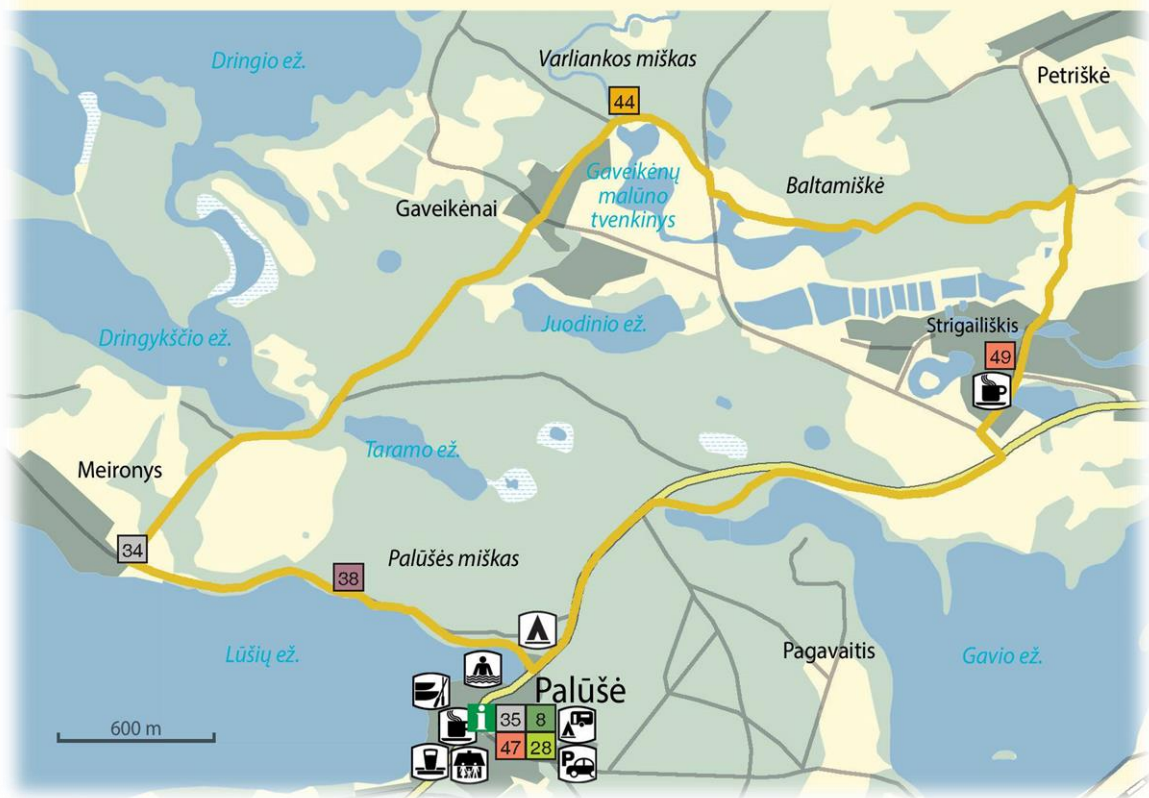 Dringio ež.
Varliankos miškas
Petriškė
44
Gaveikėnų
malūno
tvenkinys
Baltamiškė
Gaveikėnai
Juodinio ež.
Dringykščio ež.
Strigailiškis
49
Taramo ež.
Meironys
34
Palūšės miškas
38
Lūšių ež.
Pagavaitis
Gavio ež.
Palūšė
i
35
8
600 m
47
28
P